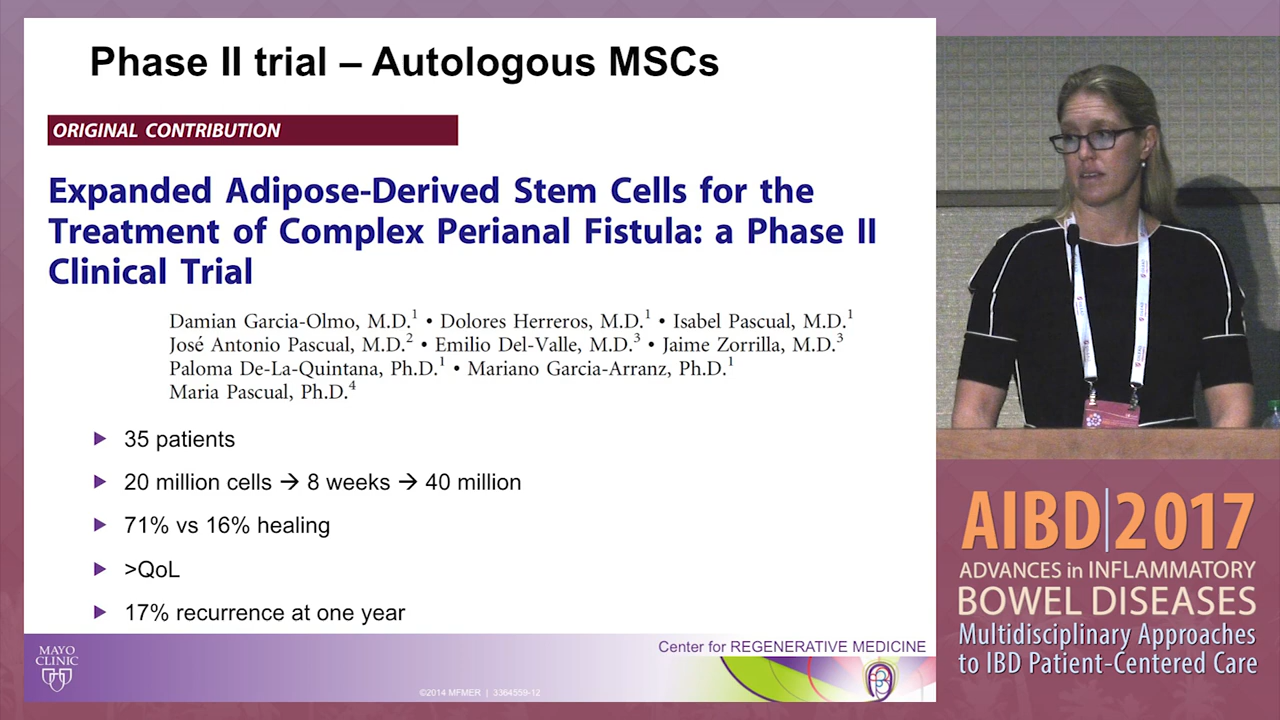 Phase II trial – Autologous MSCs
ORIGINAL CONTRIBUTION
Expanded Adipose-Derived Stem Cells for the
Treatment of Complex Perianal Fistula: a Phase II
Clinical Trial
Damian Garcia-Olmo, M.D.1 • Dolores Herreros, M.D.1 • Isabel Pascual, M.D.1
José Antonio Pascual, M.D.2 • Emilio Del-Valle, M.D.3 • Jaime Zorrilla, M.D.3
Paloma De-La-Quintana, Ph.D.1 • Mariano Garcia-Arranz, Ph.D.1
Maria Pascual, Ph.D.4
35 patients
20 million cells → 8 weeks → 40 million
71% vs 16% healing
>QoL
17% recurrence at one year
MAYO
CLINIC
Center for REGENERATIVE MEDICINE
©2014 MFMER | 3364559-12
AIBD|2017
ADVANCES in INFLAMMATORY
BOWEL DISEASES
Multidisciplinary Approaches
to IBD Patient-Centered Care